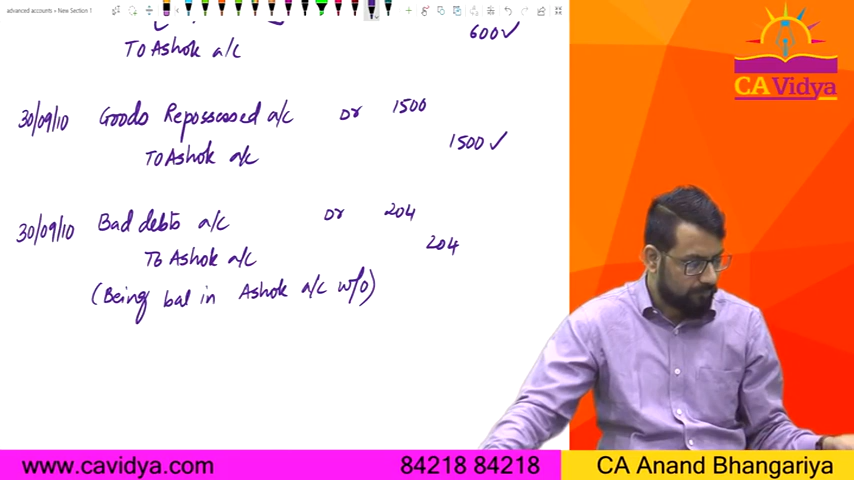 advanced accounts » New Section 1
600✓
To Ashok a/c
30/09/10 Goods Repossessed a/c Dr 1500
To Ashok a/c 1500✓
30/09/10 Bad debts a/c Dr 204
To Ashok a/c 204
(Being bal in Ashok a/c w/o)
CA Vidya
www.cavidya.com 84218 84218 CA Anand Bhangariya